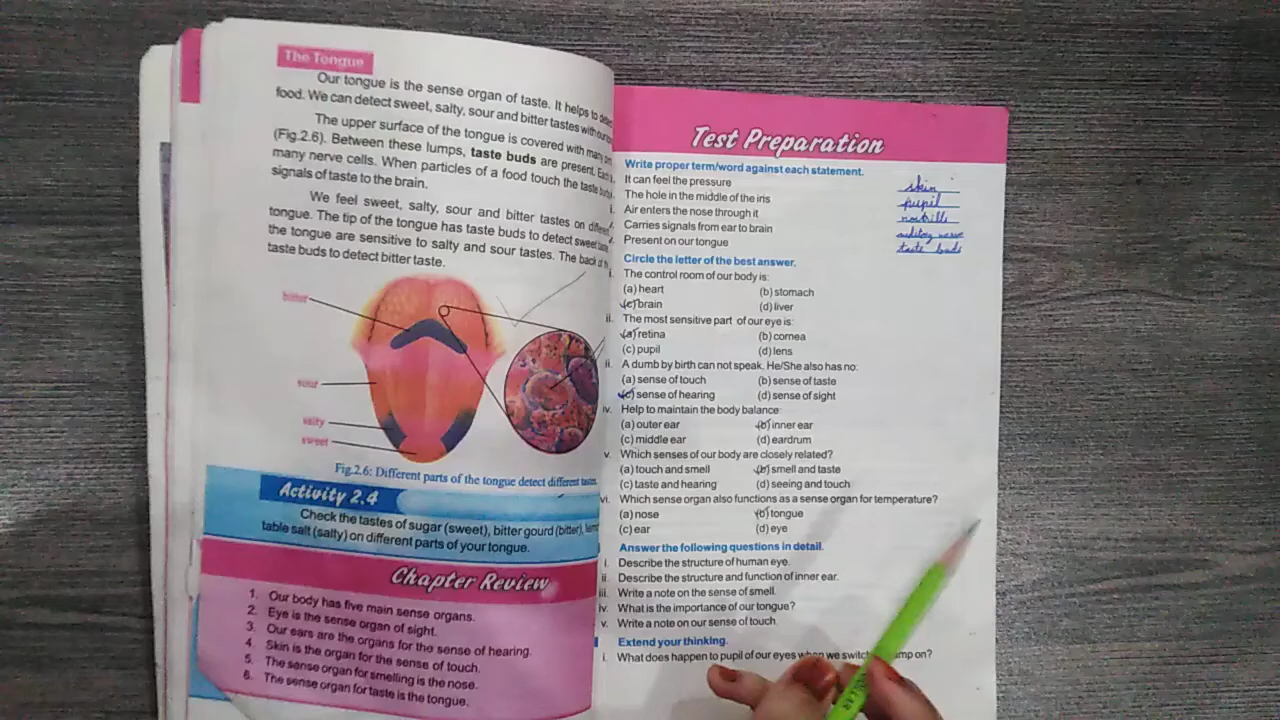 The Tongue
Our tongue is the sense organ of taste. It helps to
food. We can detect sweet, salty, sour and bitter tastes with
The upper surface of the tongue is covered with many
(Fig.2.6). Between these lumps, taste buds are present.
many nerve cells. When particles of a food touch the taste
signals of taste to the brain.
We feel sweet, salty, sour and bitter tastes on
tongue. The tip of the tongue has taste buds to detect sweet
the tongue are sensitive to salty and sour tastes. The back of
taste buds to detect bitter taste.
bitter
sour
salty
sweet
Fig.2.6: Different parts of the tongue detect different
Activity 2.4
Check the tastes of sugar (sweet), bitter gourd (bitter),
table salt (salty) on different parts of your tongue.
Chapter Review
1. Our body has five main sense organs.
2. Eye is the sense organ of sight.
3. Our ears are the organs for the sense of hearing.
4. Skin is the organ for the sense of touch.
5. The sense organ for smelling is the nose.
6. The sense organ for taste is the tongue.
Test Preparation
Write proper term/word against each statement.
It can feel the pressure skin
The hole in the middle of the iris pupil
Air enters the nose through it
Carries signals from ear to brain auditory nerve
Present on our tongue taste buds
Circle the letter of the best answer.
The control room of our body is:
(a) heart (b) stomach
(c) brain (d) liver
ii. The most sensitive part of our eye is:
(a) retina (b) cornea
(c) pupil (d) lens
ii. A dumb by birth can not speak. He/She also has no:
(a) sense of touch (b) sense of taste
(c) sense of hearing (d) sense of sight
iv. Help to maintain the body balance:
(a) outer ear (b) inner ear
(c) middle ear (d) eardrum
v. Which senses of our body are closely related?
(a) touch and smell (b) smell and taste
(c) taste and hearing (d) seeing and touch
vi. Which sense organ also functions as a sense organ for temperature?
(a) nose (b) tongue
(c) ear (d) eye
Answer the following questions in detail.
i. Describe the structure of human eye.
ii. Describe the structure and function of inner ear.
iii. Write a note on the sense of smell.
iv. What is the importance of our tongue?
v. Write a note on our sense of touch.
Extend your thinking.
i. What does happen to pupil of our eyes when we switch on?